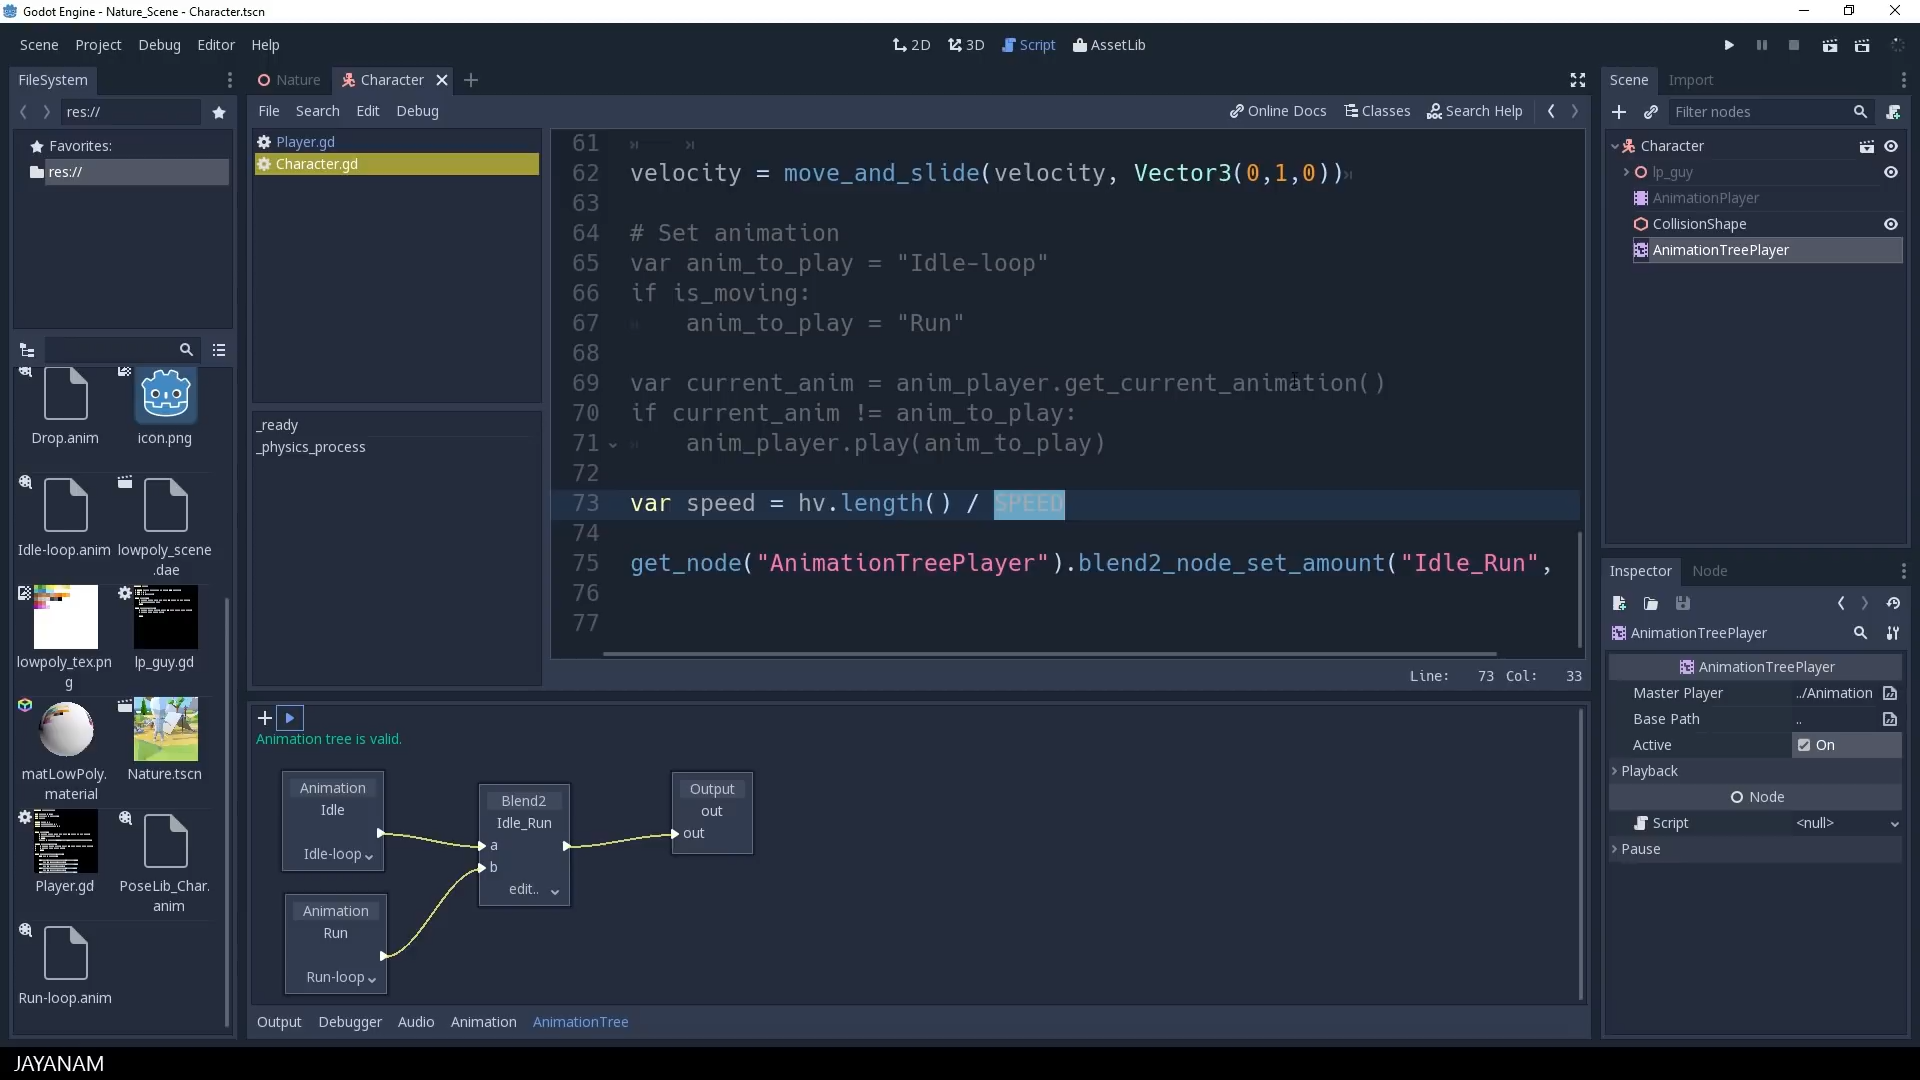 Godot Engine - Nature_Scene - Character.tscn
Scene Project Debug Editor Help
2D 3D Script AssetLib
FileSystem
res://
Favorites:
res://
Drop.anim
icon.png
Idle-loop.anim
lowpoly_scene
.dae
lowpoly_tex.pn
g
lp_guy.gd
matLowPoly.
material
Nature.tscn
Player.gd
PoseLib_Char.
anim
Run-loop.anim
Nature
Character
File Search Edit Debug
Online Docs Classes Search Help
Player.gd
Character.gd
_ready
_physics_process
61
62 velocity = move_and_slide(velocity, Vector3(0,1,0))
63
64 # Set animation
65 var anim_to_play = "Idle-loop"
66 if is_moving:
67 anim_to_play = "Run"
68
69 var current_anim = anim_player.get_current_animation()
70 if current_anim != anim_to_play:
71 anim_player.play(anim_to_play)
72
73 var speed = hv.length() / SPEED
74
75 get_node("AnimationTreePlayer").blend2_node_set_amount("Idle_Run",
76
77
Line: 73 Col: 33
Animation tree is valid.
Animation
Idle
Idle-loop
Animation
Run
Run-loop
Blend2
Idle_Run
a
b
edit..
Output
out
out
Output Debugger Audio Animation AnimationTree
Scene Import
Filter nodes
Character
lp_guy
AnimationPlayer
CollisionShape
AnimationTreePlayer
Inspector Node
AnimationTreePlayer
AnimationTreePlayer
Master Player ../Animation
Base Path ..
Active On
Playback
Node
Script <null>
Pause
JAYANAM